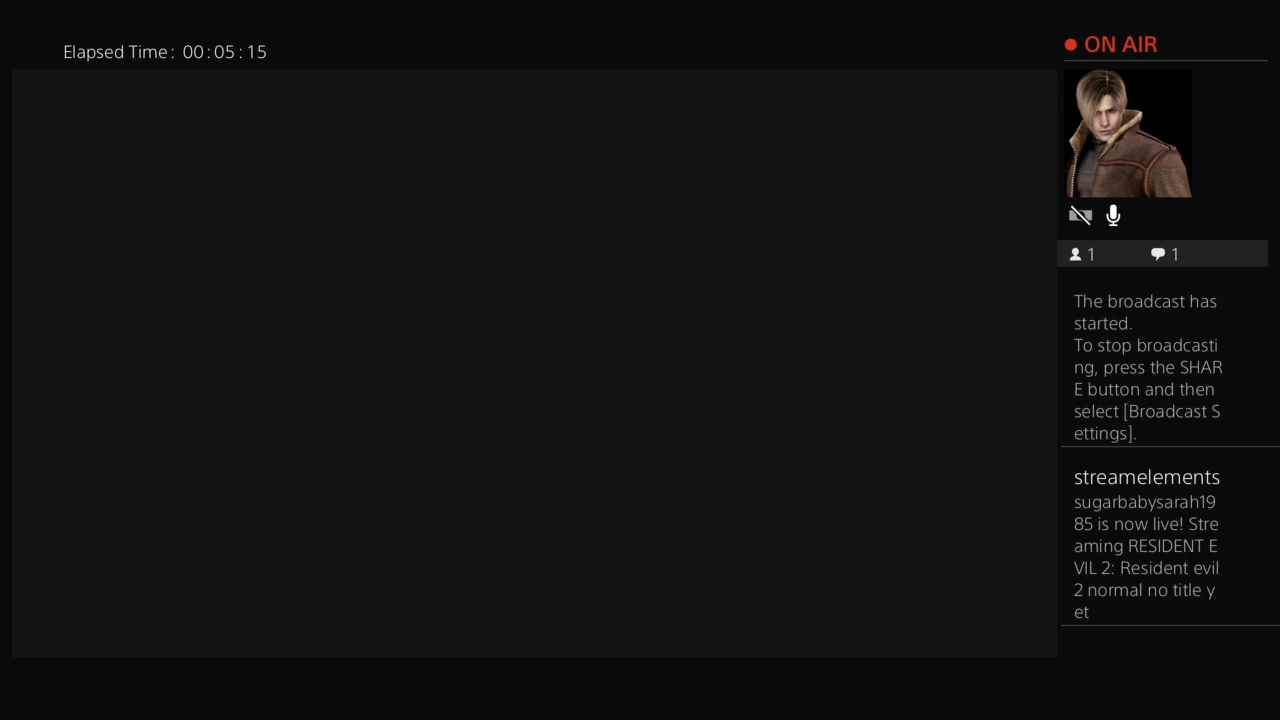 Elapsed Time: 00:05:15
ON AIR
1
1
The broadcast has
started.
To stop broadcasti
ng, press the SHAR
E button and then
select [Broadcast S
ettings].
streamelements
sugarbabysarah19
85 is now live! Stre
aming RESIDENT E
VIL 2: Resident evil
2 normal no title y
et